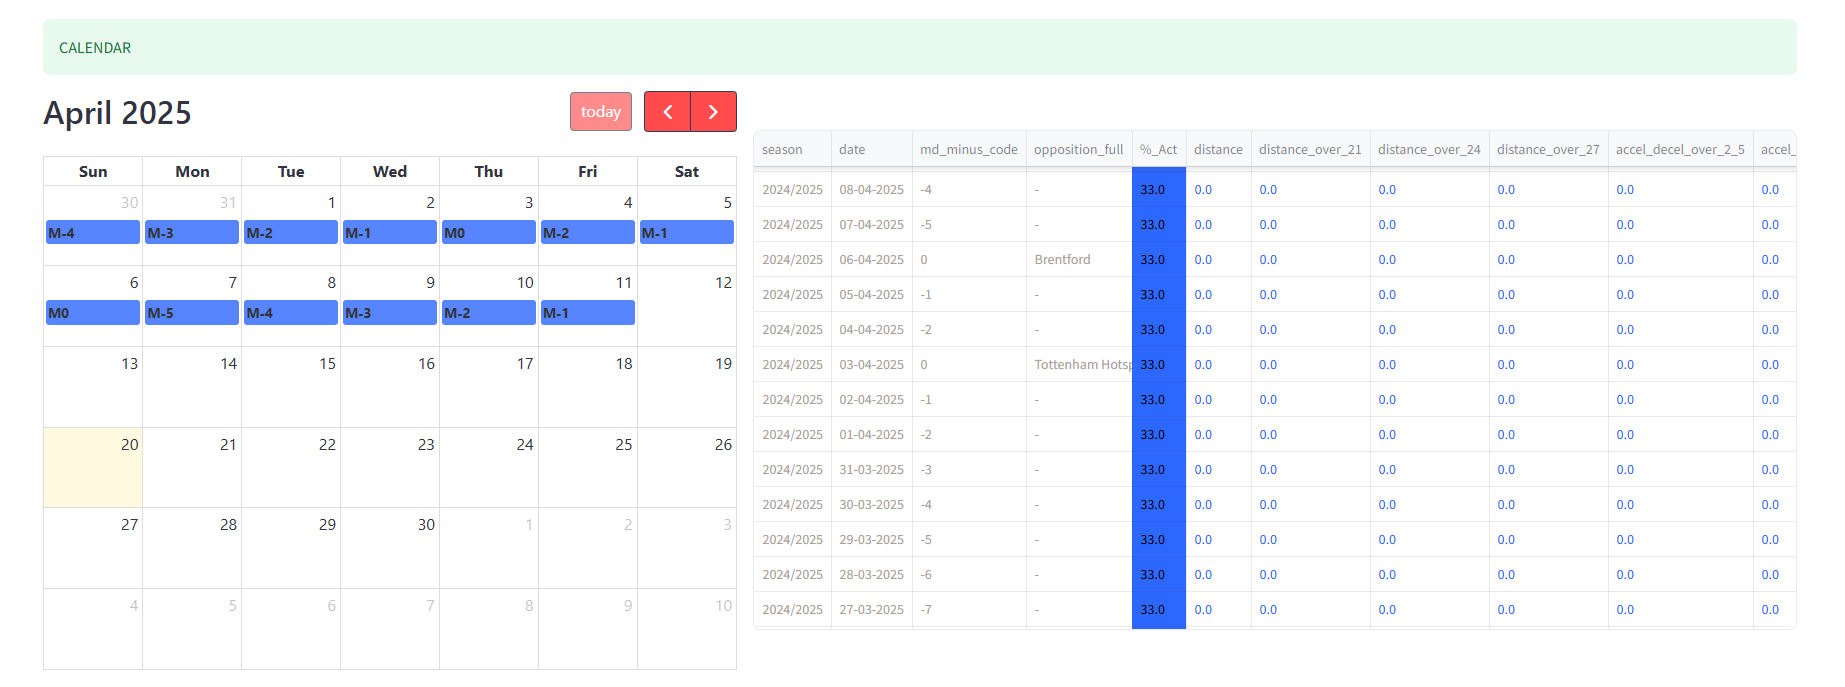 CALENDAR
April 2025
today
Sun Mon Tue Wed Thu Fri Sat
30 31 1 2 3 4 5
M-4 M-3 M-2 M-1 M0 M-2 M-1
6 7 8 9 10 11 12
M0 M-5 M-4 M-3 M-2 M-1
13 14 15 16 17 18 19
20 21 22 23 24 25 26
27 28 29 30 1 2 3
4 5 6 7 8 9 10
season date md_minus_code opposition_full %_Act distance distance_over_21 distance_over_24 distance_over_27 accel_decel_over_2_5 accel_
2024/2025 08-04-2025 -4 - 33.0 0.0 0.0 0.0 0.0 0.0 0.0
2024/2025 07-04-2025 -5 - 33.0 0.0 0.0 0.0 0.0 0.0 0.0
2024/2025 06-04-2025 0 Brentford 33.0 0.0 0.0 0.0 0.0 0.0 0.0
2024/2025 05-04-2025 -1 - 33.0 0.0 0.0 0.0 0.0 0.0 0.0
2024/2025 04-04-2025 -2 - 33.0 0.0 0.0 0.0 0.0 0.0 0.0
2024/2025 03-04-2025 0 Tottenham Hotsp 33.0 0.0 0.0 0.0 0.0 0.0 0.0
2024/2025 02-04-2025 -1 - 33.0 0.0 0.0 0.0 0.0 0.0 0.0
2024/2025 01-04-2025 -2 - 33.0 0.0 0.0 0.0 0.0 0.0 0.0
2024/2025 31-03-2025 -3 - 33.0 0.0 0.0 0.0 0.0 0.0 0.0
2024/2025 30-03-2025 -4 - 33.0 0.0 0.0 0.0 0.0 0.0 0.0
2024/2025 29-03-2025 -5 - 33.0 0.0 0.0 0.0 0.0 0.0 0.0
2024/2025 28-03-2025 -6 - 33.0 0.0 0.0 0.0 0.0 0.0 0.0
2024/2025 27-03-2025 -7 - 33.0 0.0 0.0 0.0 0.0 0.0 0.0